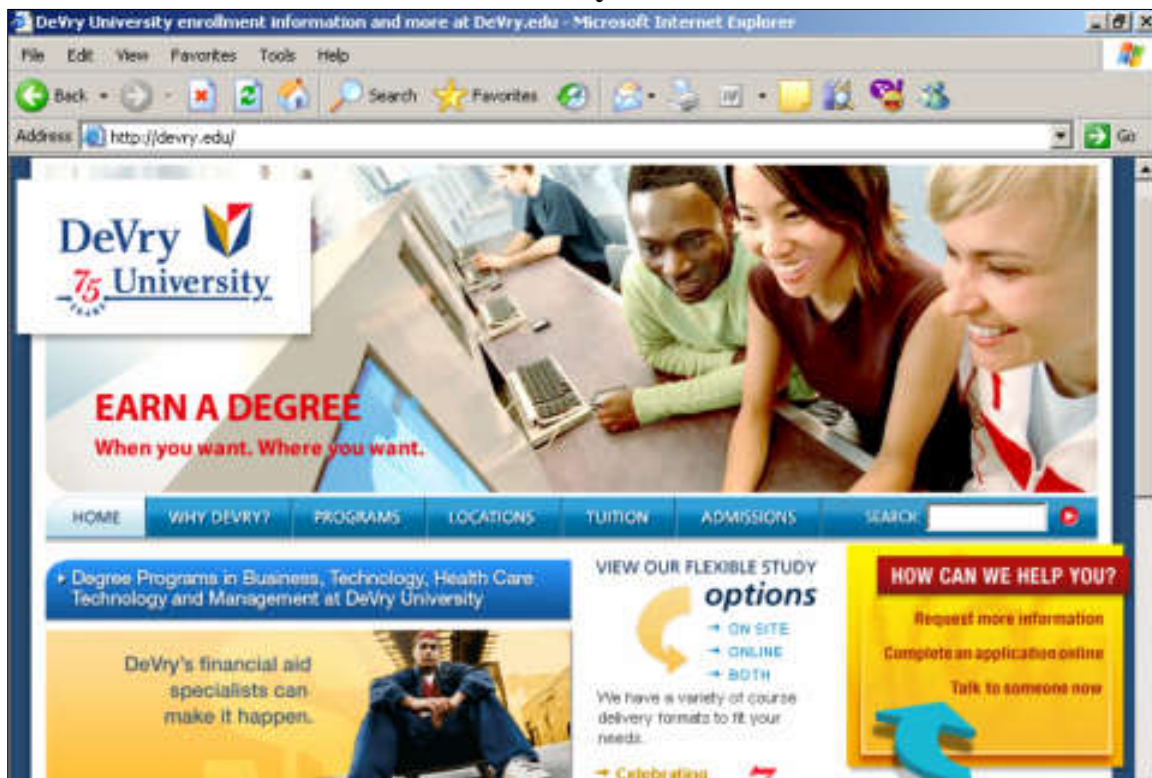 DeVry University enrollment information and more at DeVry.edu - Microsoft Internet Explorer
File Edit View Favorites Tools Help
Back Search Favorites
Address http://devry.edu/ Go
DeVry
75 University
YEARS
EARN A DEGREE
When you want. Where you want.
HOME WHY DEVRY? PROGRAMS LOCATIONS TUITION ADMISSIONS SEARCH:
Degree Programs in Business, Technology, Health Care
Technology and Management at DeVry University
DeVry's financial aid
specialists can
make it happen.
VIEW OUR FLEXIBLE STUDY
options
ON SITE
ONLINE
BOTH
We have a variety of course
delivery formats to fit your
needs.
Celebrating
HOW CAN WE HELP YOU?
Request more information
Complete an application online
Talk to someone now